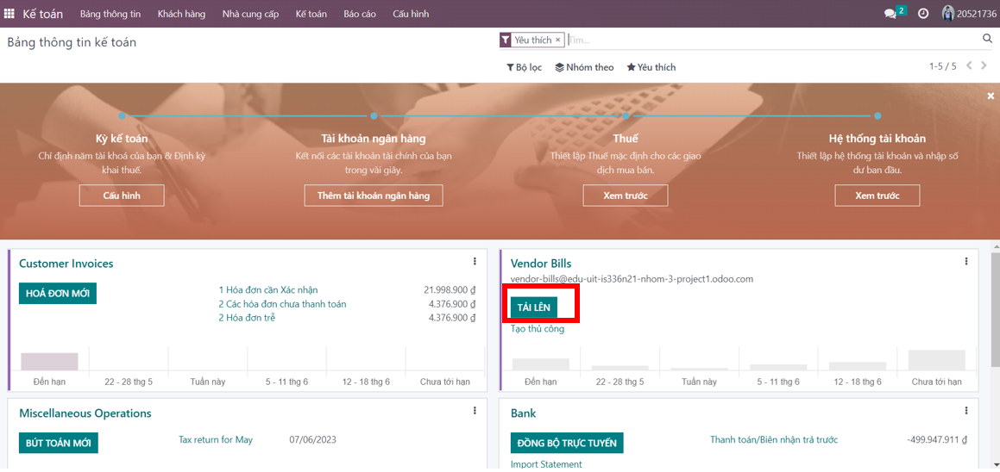 Kế toán Bảng thông tin Khách hàng Nhà cung cấp Kế toán Báo cáo Cấu hình 2 20521736
Bảng thông tin kế toán
Yêu thích × Tìm...
Bộ lọc Nhóm theo Yêu thích 1-5 / 5
Kỳ kế toán
Chỉ định năm tài khoá của bạn & Định kỳ
khai thuế.
Cấu hình
Tài khoản ngân hàng
Kết nối các tài khoản tài chính của bạn
trong vài giây.
Thêm tài khoản ngân hàng
Thuế
Thiết lập Thuế mặc định cho các giao
dịch mua bán.
Xem trước
Hệ thống tài khoản
Thiết lập hệ thống tài khoản và nhập số
dư ban đầu.
Xem trước
Customer Invoices
HOÁ ĐƠN MỚI
1 Hóa đơn cần Xác nhận 21.998.900 ₫
2 Các hóa đơn chưa thanh toán 4.376.900 ₫
2 Hóa đơn trễ 4.376.900 ₫
Đến hạn 22 - 28 thg 5 Tuần này 5 - 11 thg 6 12 - 18 thg 6 Chưa tới hạn
Vendor Bills
vendor-bills@edu-uit-is336n21-nhom-3-project1.odoo.com
TẢI LÊN
Tạo thủ công
Đến hạn 22 - 28 thg 5 Tuần này 5 - 11 thg 6 12 - 18 thg 6 Chưa tới hạn
Miscellaneous Operations
BÚT TOÁN MỚI
Tax return for May 07/06/2023
Bank
ĐỒNG BỘ TRỰC TUYẾN
Thanh toán/Biên nhận trả trước -499.947.911 ₫
Import Statement